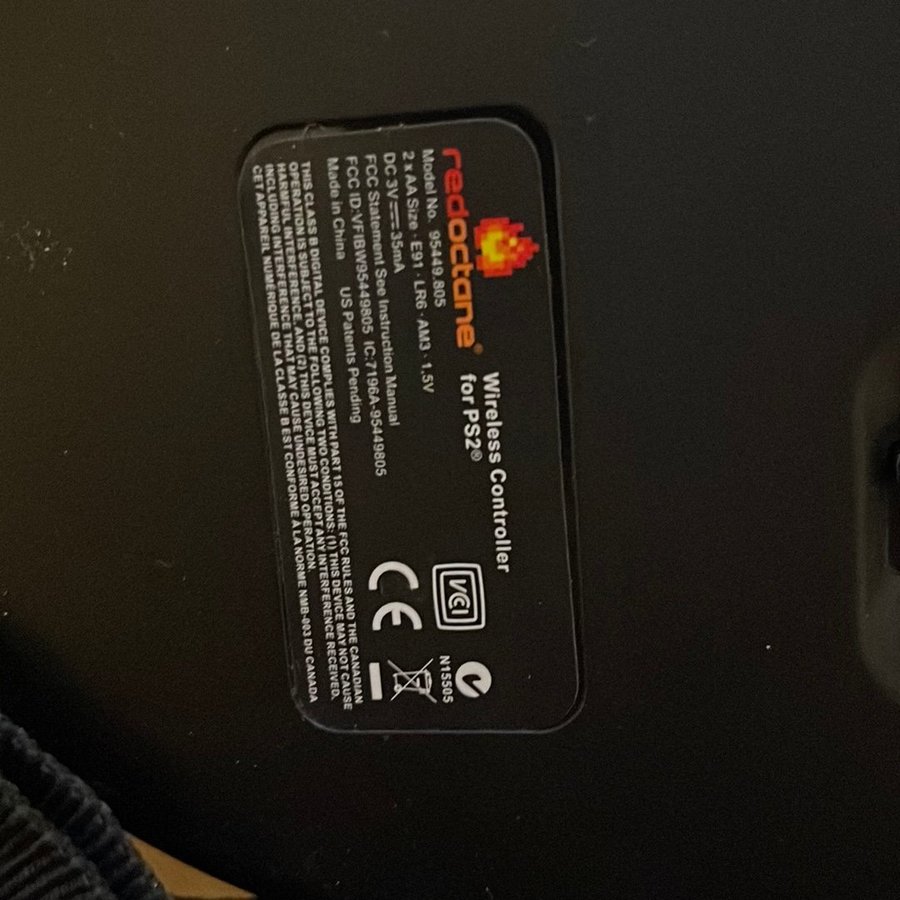 redoctane®
Wireless Controller
for PS2®
Model No. 95449.805
2 x AA Size · E91 · LR6 · AM3 · 1.5V
DC 3V 35mA
FCC Statement See Instruction Manual
FCC ID:VFIBW95449805 IC:7196A-95449805
Made in China US Patents Pending
VCCI
N15505
CE
THIS CLASS B DIGITAL DEVICE COMPLIES WITH PART 15 OF THE FCC RULES AND THE CANADIAN
OPERATION IS SUBJECT TO THE FOLLOWING TWO CONDITIONS: (1) THIS DEVICE MAY NOT CAUSE
HARMFUL INTERFERENCE, AND (2) THIS DEVICE MUST ACCEPT ANY INTERFERENCE RECEIVED,
INCLUDING INTERFERENCE THAT MAY CAUSE UNDESIRED OPERATION.
CET APPAREIL NUMÉRIQUE DE LA CLASSE B EST CONFORME À LA NORME NMB-003 DU CANADA